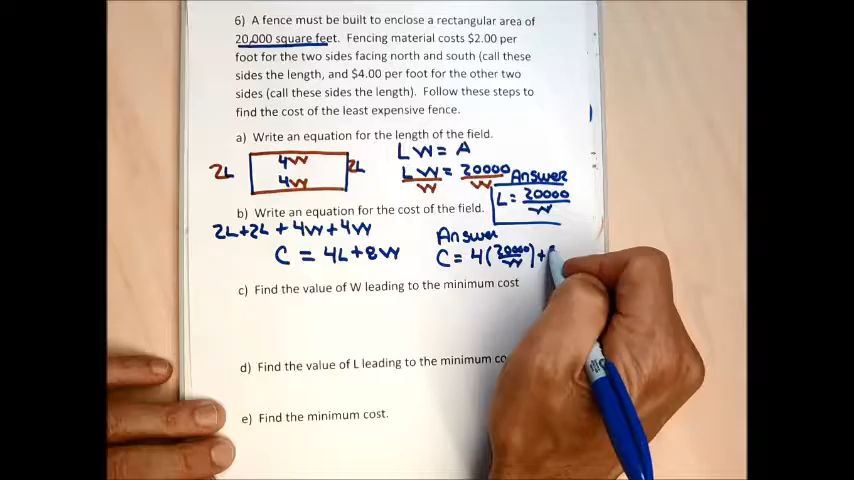 6) A fence must be built to enclose a rectangular area of
20,000 square feet. Fencing material costs $2.00 per
foot for the two sides facing north and south (call these
sides the length, and $4.00 per foot for the other two
sides (call these sides the length). Follow these steps to
find the cost of the least expensive fence.
a) Write an equation for the length of the field.
4W
2L
2L
4W
LW = A
LW = 20000
W W
Answer
L = 20000
W
b) Write an equation for the cost of the field.
2L+2L + 4W + 4W
C = 4L+8W
Answer
C = 4(20000/W)+
c) Find the value of W leading to the minimum cost
d) Find the value of L leading to the minimum co
e) Find the minimum cost.